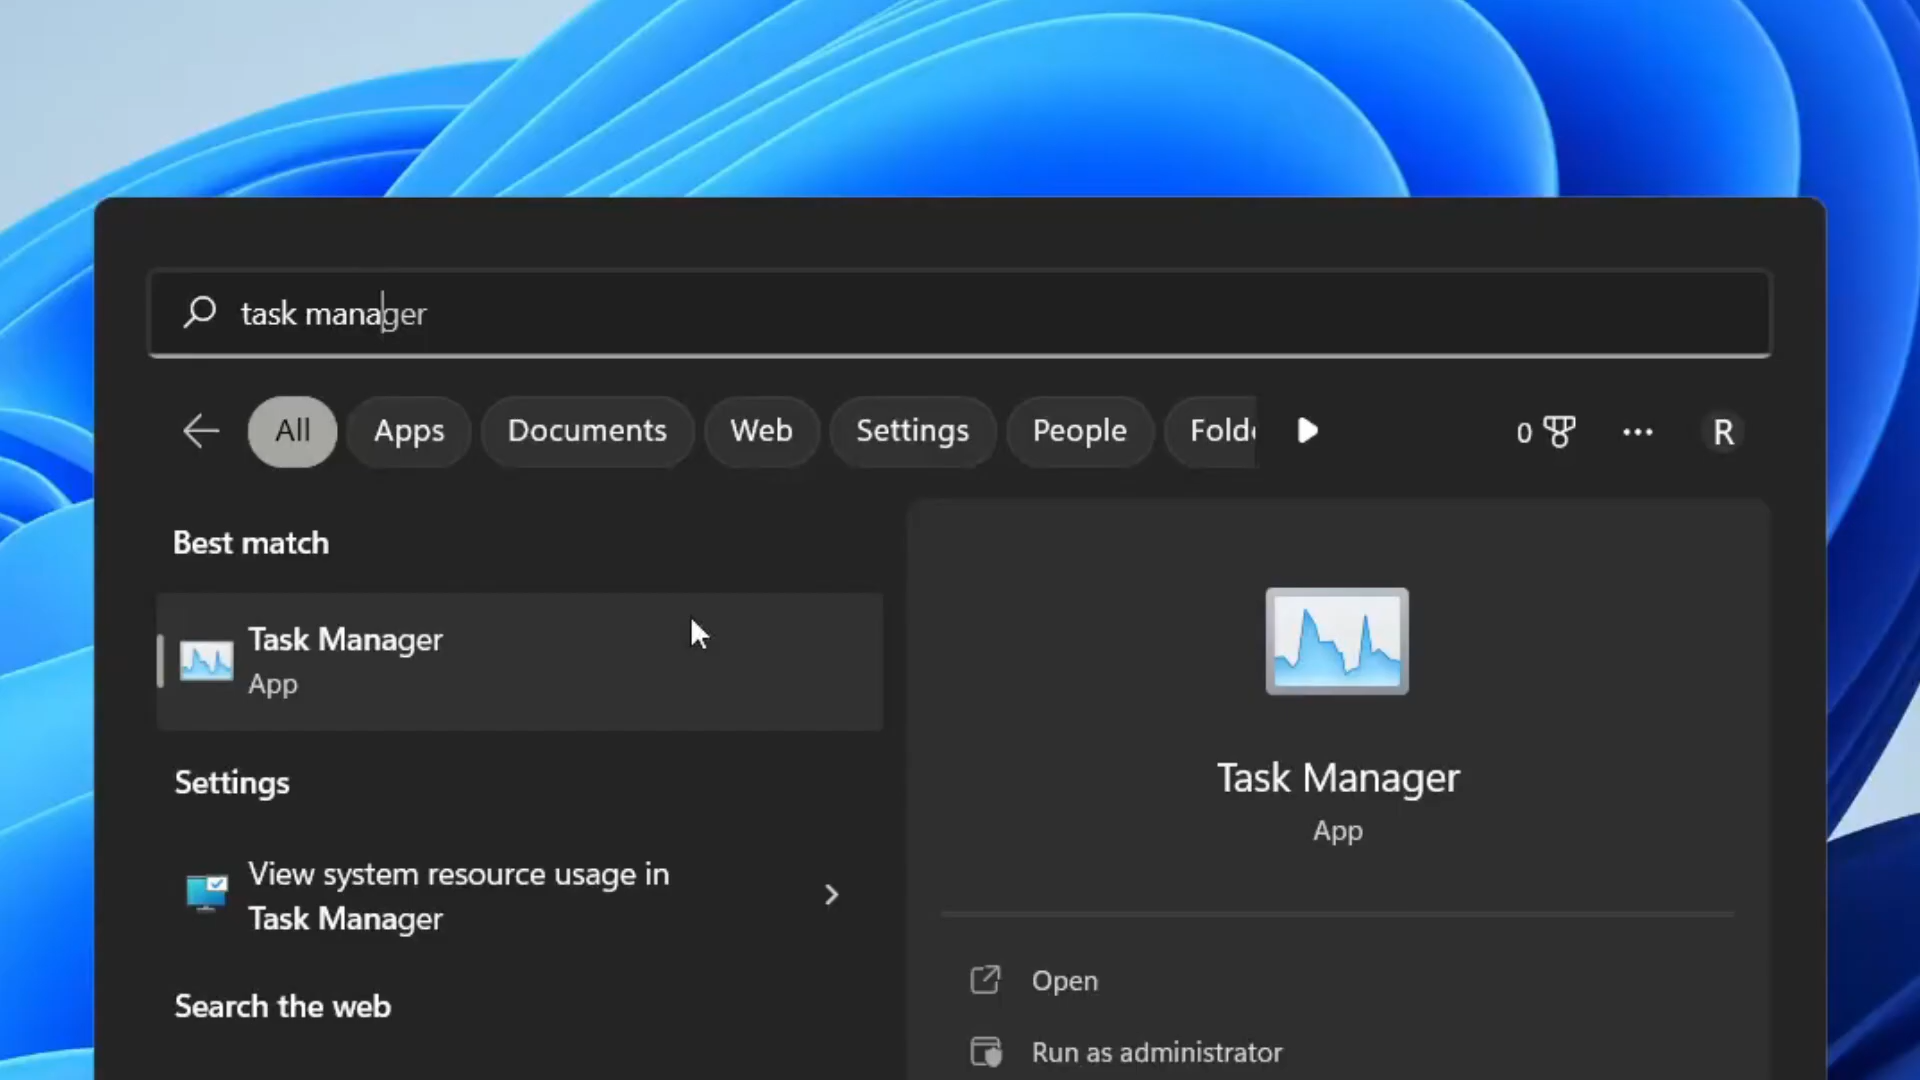 task manager
All Apps Documents Web Settings People Folde 0 R
Best match
Task Manager
App
Settings
View system resource usage in
Task Manager
Search the web
Task Manager
App
Open
Run as administrator